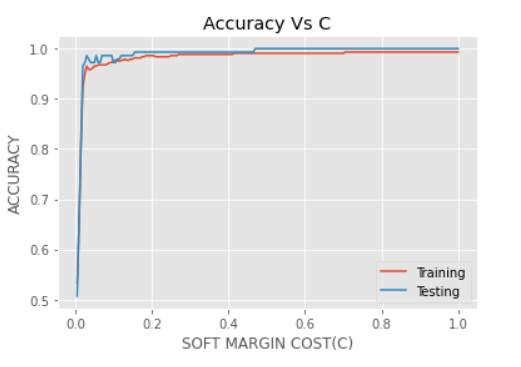 Accuracy Vs C
1.0
0.9
0.8
0.7
0.6
0.5
ACCURACY
0.0 0.2 0.4 0.6 0.8 1.0
SOFT MARGIN COST(C)
Training
Testing